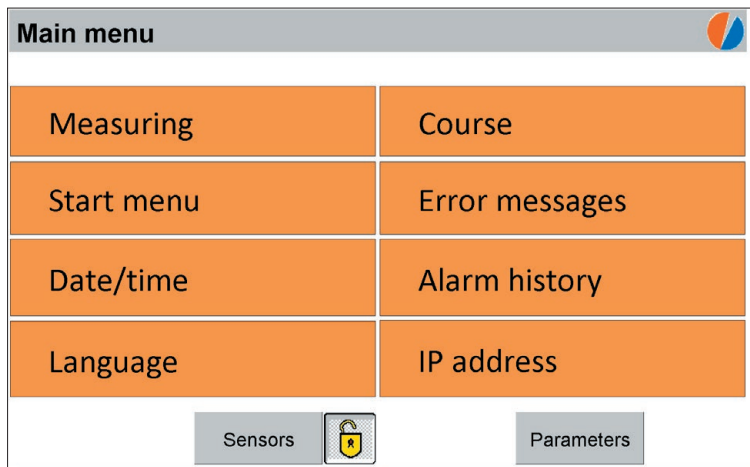 Main menu
Measuring
Course
Start menu
Error messages
Date/time
Alarm history
Language
IP address
Sensors
Parameters